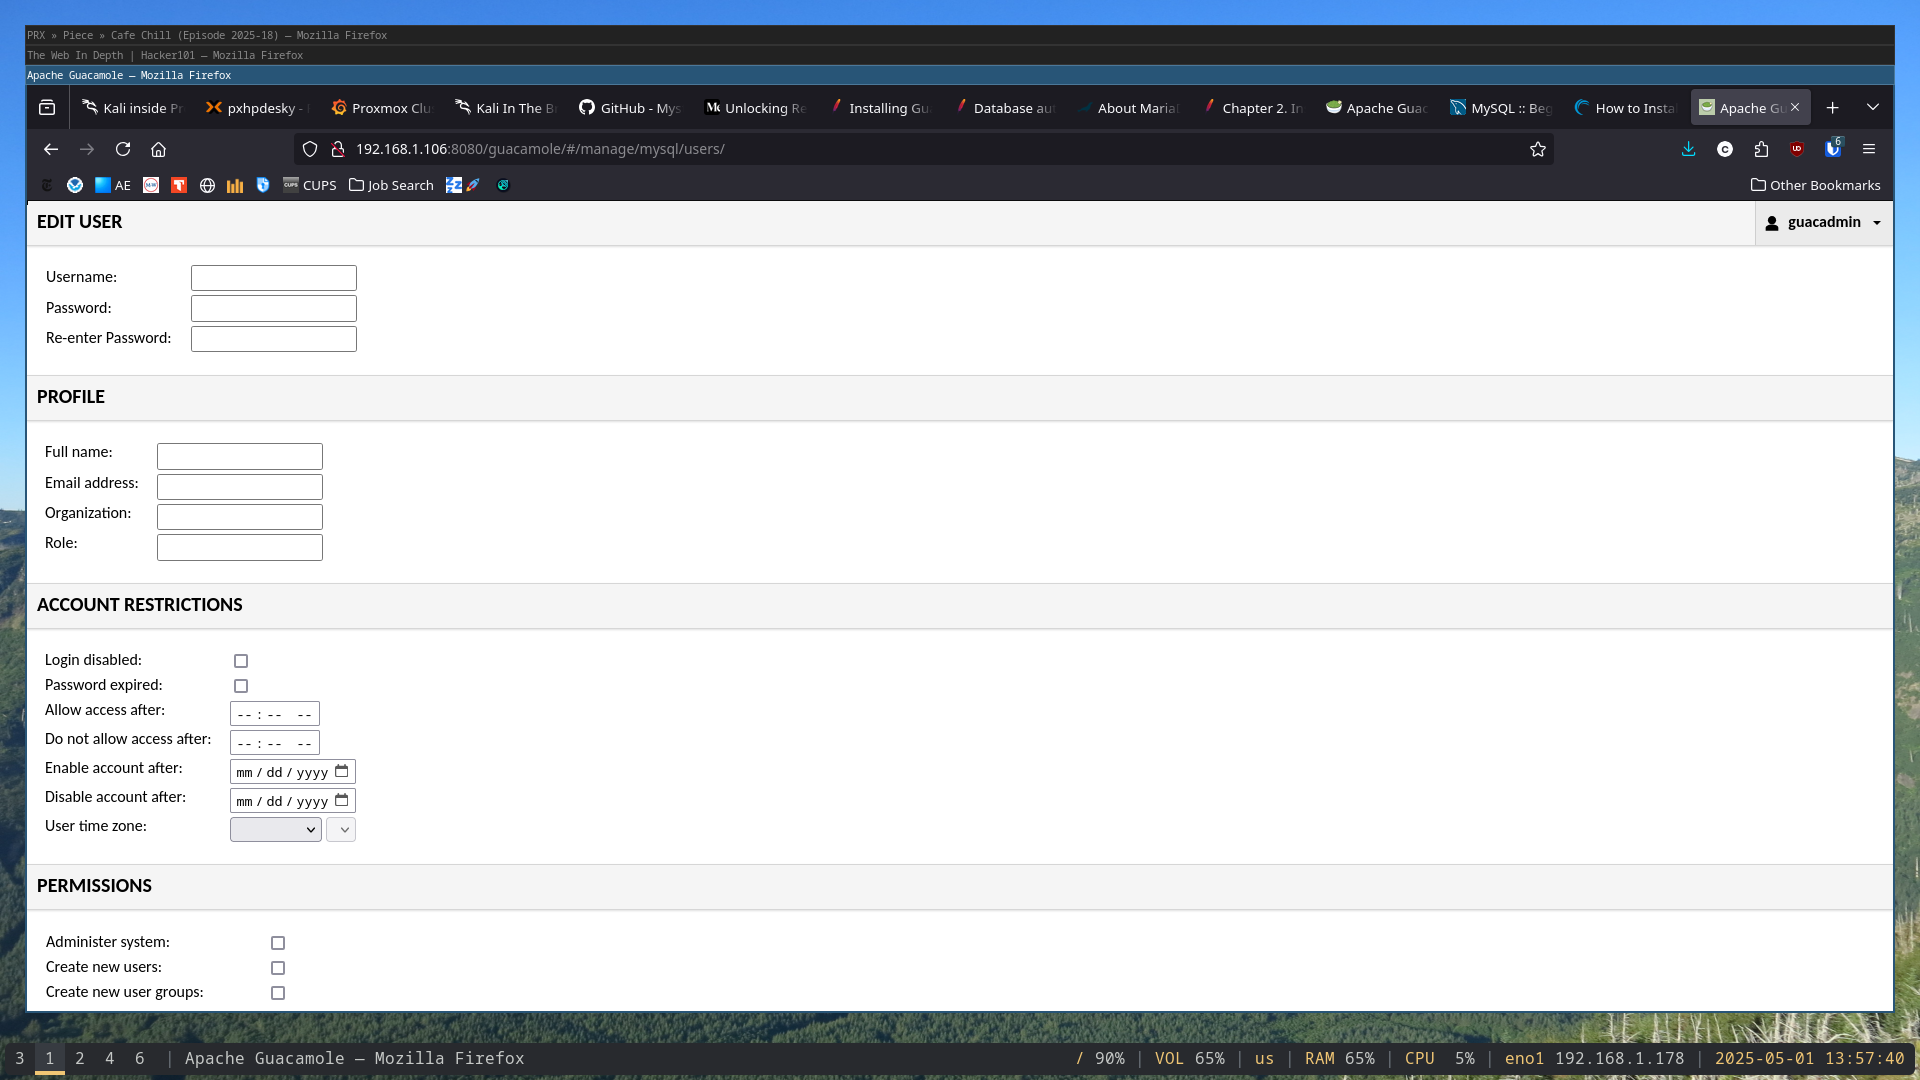 PRX » Piece » Cafe Chill (Episode 2025-18) — Mozilla Firefox
The Web In Depth | Hacker101 — Mozilla Firefox
Apache Guacamole — Mozilla Firefox
Kali inside Pr pxhpdesky - Proxmox Clu Kali In The Br GitHub - Mys Unlocking Re Installing Gu Database aut About Maria Chapter 2. In Apache Guac MySQL :: Beg How to Insta Apache Gu
192.168.1.106:8080/guacamole/#/manage/mysql/users/
6
AE CUPS CUPS Job Search Other Bookmarks
EDIT USER guacadmin
Username:
Password:
Re-enter Password:
PROFILE
Full name:
Email address:
Organization:
Role:
ACCOUNT RESTRICTIONS
Login disabled:
Password expired:
Allow access after: --:-- --
Do not allow access after: --:-- --
Enable account after: mm/dd/yyyy
Disable account after: mm/dd/yyyy
User time zone:
PERMISSIONS
Administer system:
Create new users:
Create new user groups:
3 1 2 4 6 | Apache Guacamole — Mozilla Firefox / 90% | VOL 65% | us | RAM 65% | CPU 5% | eno1 192.168.1.178 | 2025-05-01 13:57:40